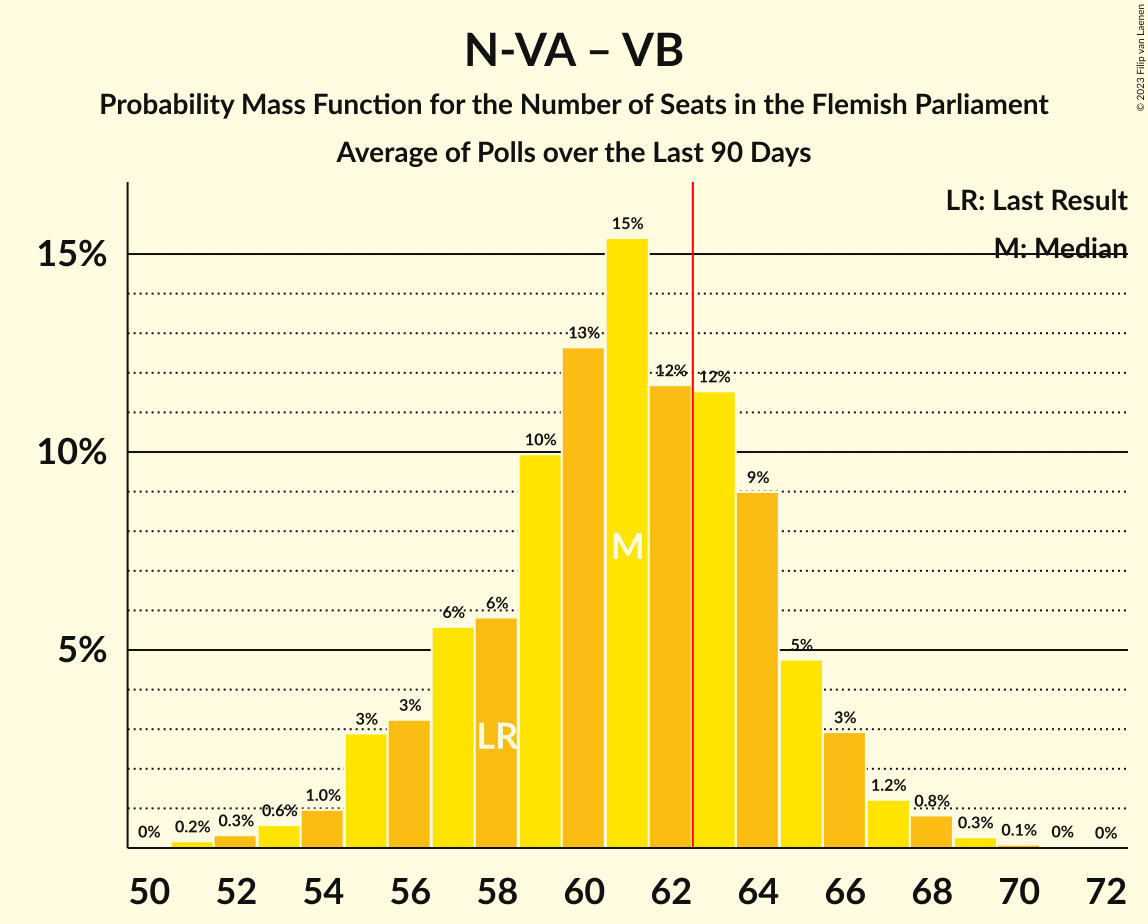 N-VA – VB
Probability Mass Function for the Number of Seats in the Flemish Parliament
Average of Polls over the Last 90 Days
© 2023 Filip van Laenen
LR: Last Result
M: Median
15%
10%
5%
0%
0.2%
0.3%
0.6%
1.0%
3%
3%
6%
6%
10%
13%
15%
12%
12%
9%
5%
3%
1.2%
0.8%
0.3%
0.1%
0%
0%
LR
M
50 52 54 56 58 60 62 64 66 68 70 72